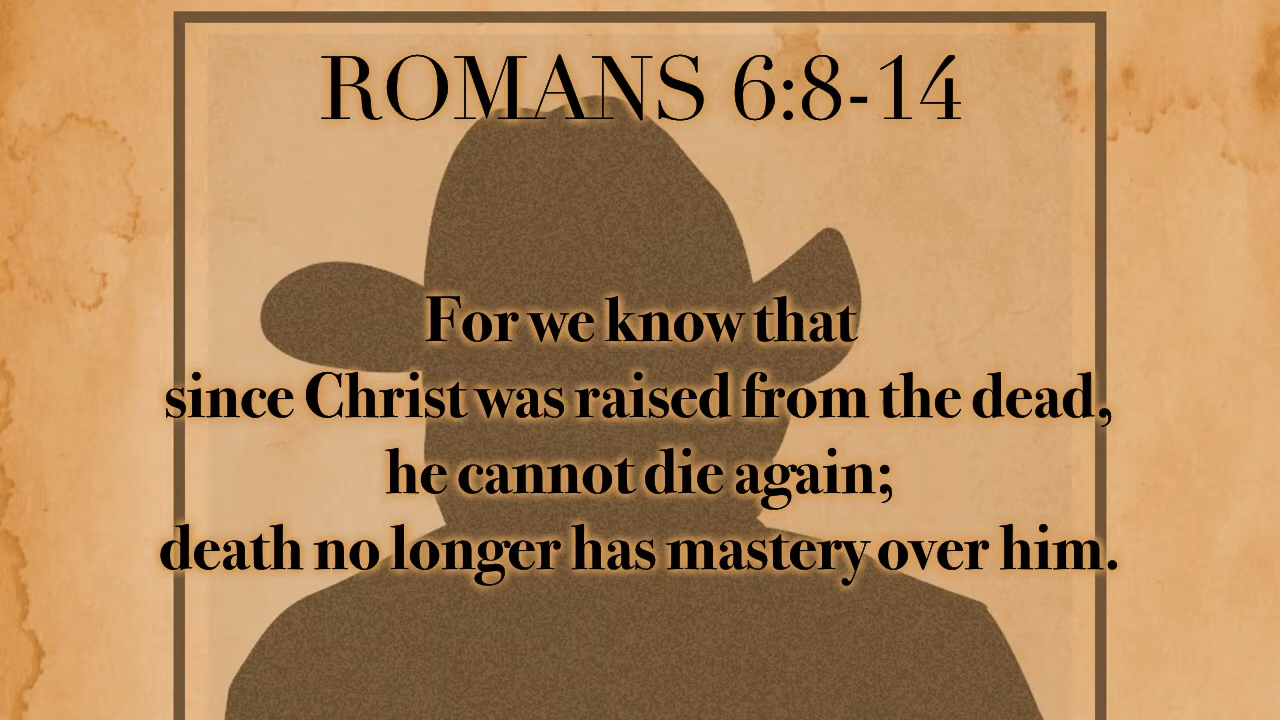 ROMANS 6:8-14
For we know that
since Christ was raised from the dead,
he cannot die again;
death no longer has mastery over him.